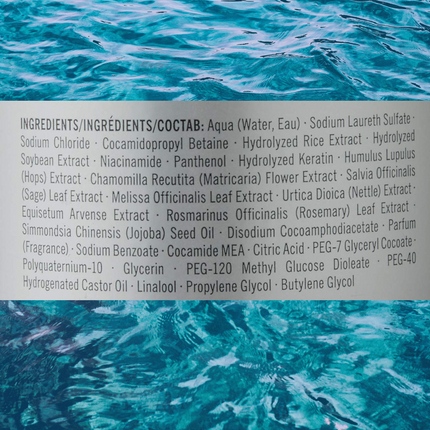 INGREDIENTS/INGRÉDIENTS/СОСТАВ: Aqua (Water, Eau) · Sodium Laureth Sulfate ·
Sodium Chloride · Cocamidopropyl Betaine · Hydrolyzed Rice Extract · Hydrolyzed
Soybean Extract · Niacinamide · Panthenol · Hydrolyzed Keratin · Humulus Lupulus
(Hops) Extract · Chamomilla Recutita (Matricaria) Flower Extract · Salvia Officinalis
(Sage) Leaf Extract · Melissa Officinalis Leaf Extract · Urtica Dioica (Nettle) Extract ·
Equisetum Arvense Extract · Rosmarinus Officinalis (Rosemary) Leaf Extract ·
Simmondsia Chinensis (Jojoba) Seed Oil · Disodium Cocoamphodiacetate · Parfum
(Fragrance) · Sodium Benzoate · Cocamide MEA · Citric Acid · PEG-7 Glyceryl Cocoate ·
Polyquaternium-10 · Glycerin · PEG-120 Methyl Glucose Dioleate · PEG-40
Hydrogenated Castor Oil · Linalool · Propylene Glycol · Butylene Glycol